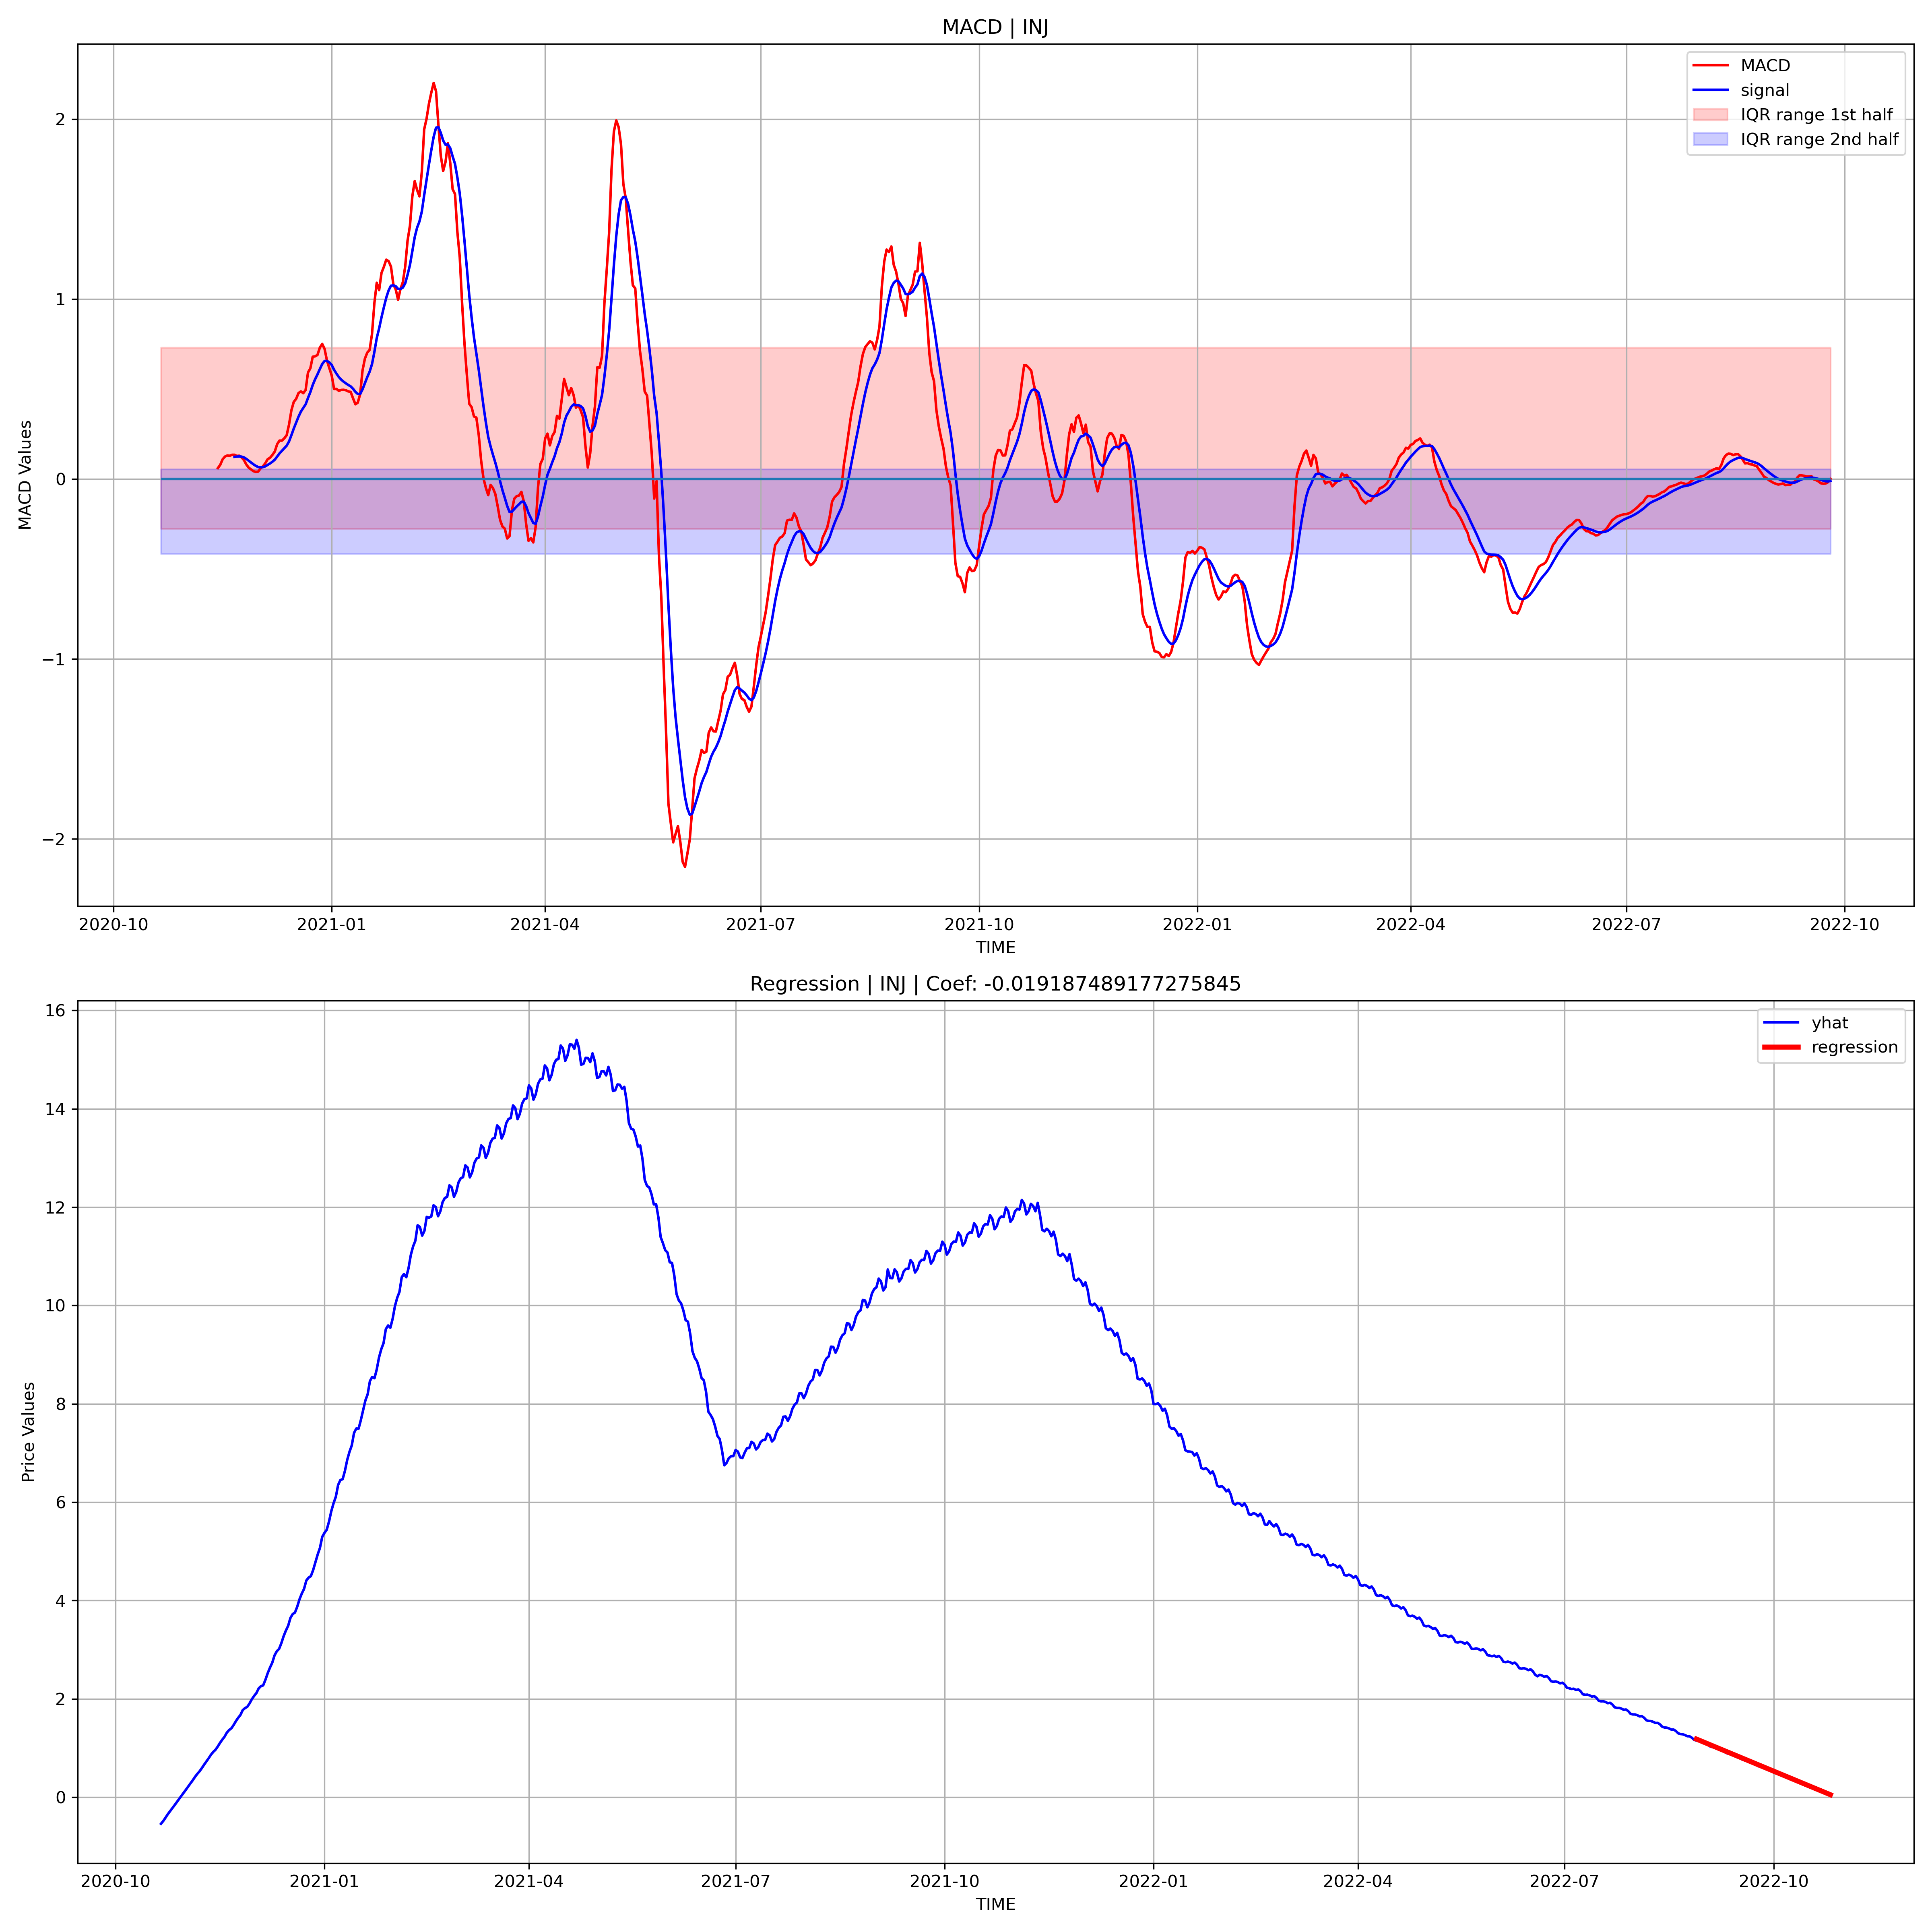 MACD | INJ
MACD
signal
IQR range 1st half
IQR range 2nd half
MACD Values
2
1
0
−1
−2
2020-10 2021-01 2021-04 2021-07 2021-10 2022-01 2022-04 2022-07 2022-10
TIME
Regression | INJ | Coef: -0.019187489177275845
yhat
regression
Price Values
16
14
12
10
8
6
4
2
0
2020-10 2021-01 2021-04 2021-07 2021-10 2022-01 2022-04 2022-07 2022-10
TIME